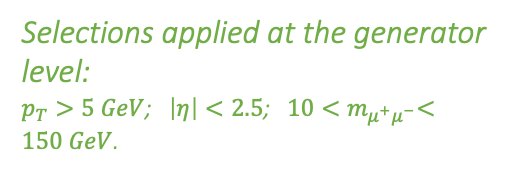 Selections applied at the generator
level:
p_T > 5 GeV; |η| < 2.5; 10 < m_{μ⁺μ⁻} <
150 GeV.